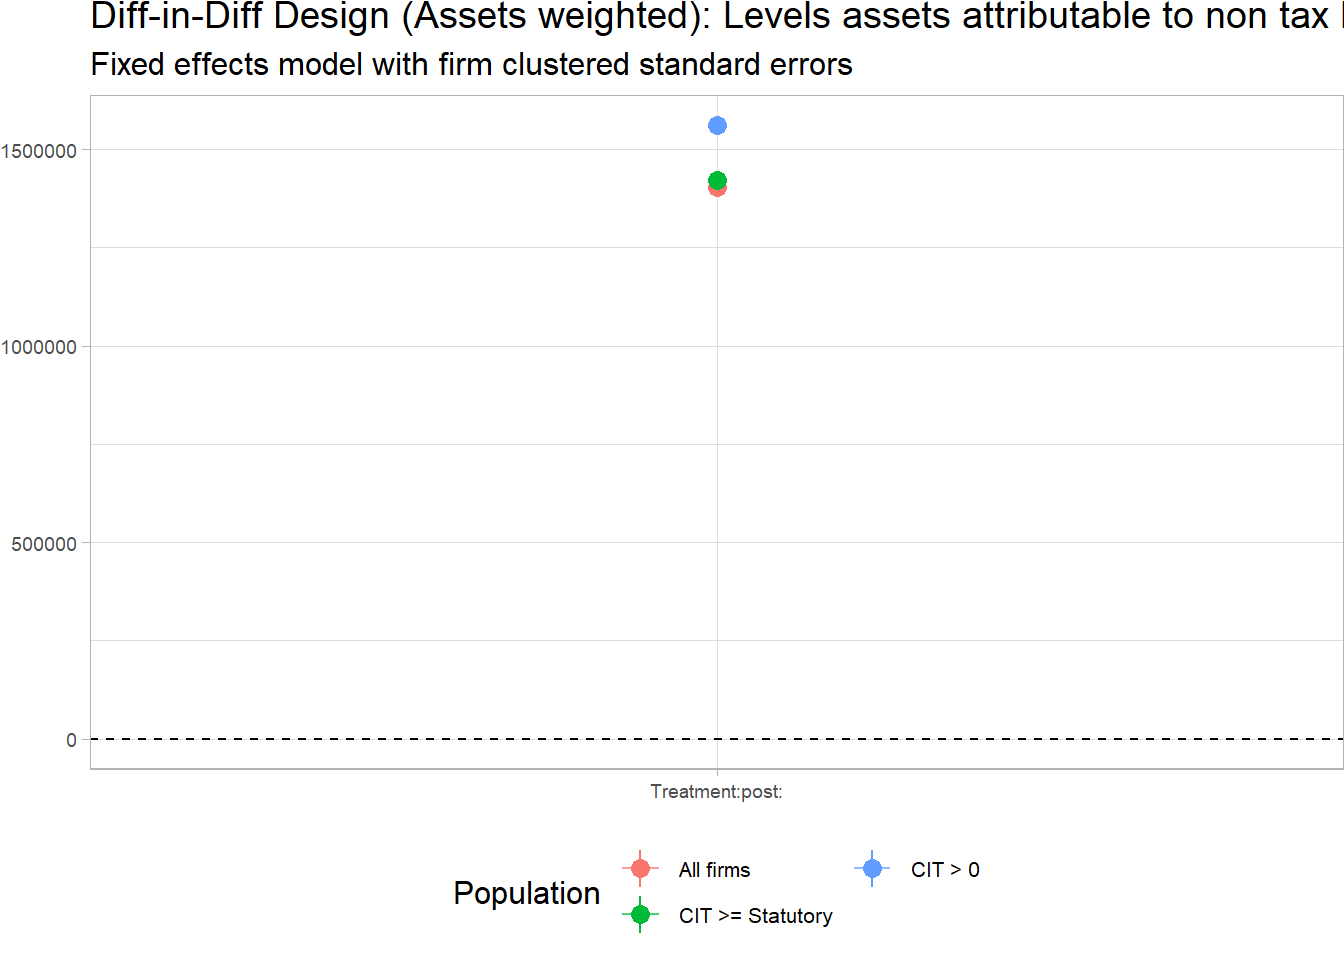 Diff-in-Diff Design (Assets weighted): Levels assets attributable to non tax
Fixed effects model with firm clustered standard errors
1500000
1000000
500000
0
Treatment:post:
Population
All firms
CIT > 0
CIT >= Statutory